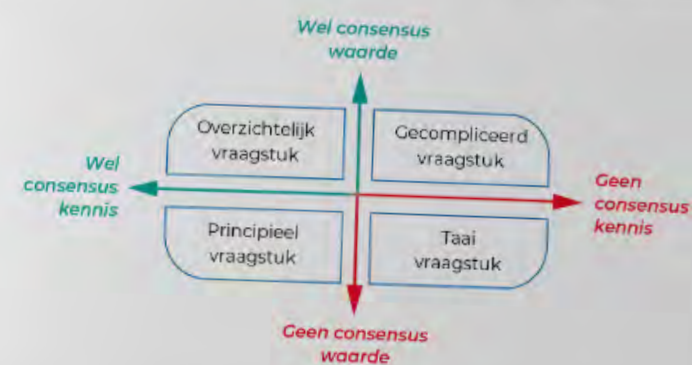 Wel consensus
waarde
Overzichtelijk
vraagstuk
Gecompliceerd
vraagstuk
Wel
consensus
kennis
Geen
consensus
kennis
Principieel
vraagstuk
Taai
vraagstuk
Geen consensus
waarde